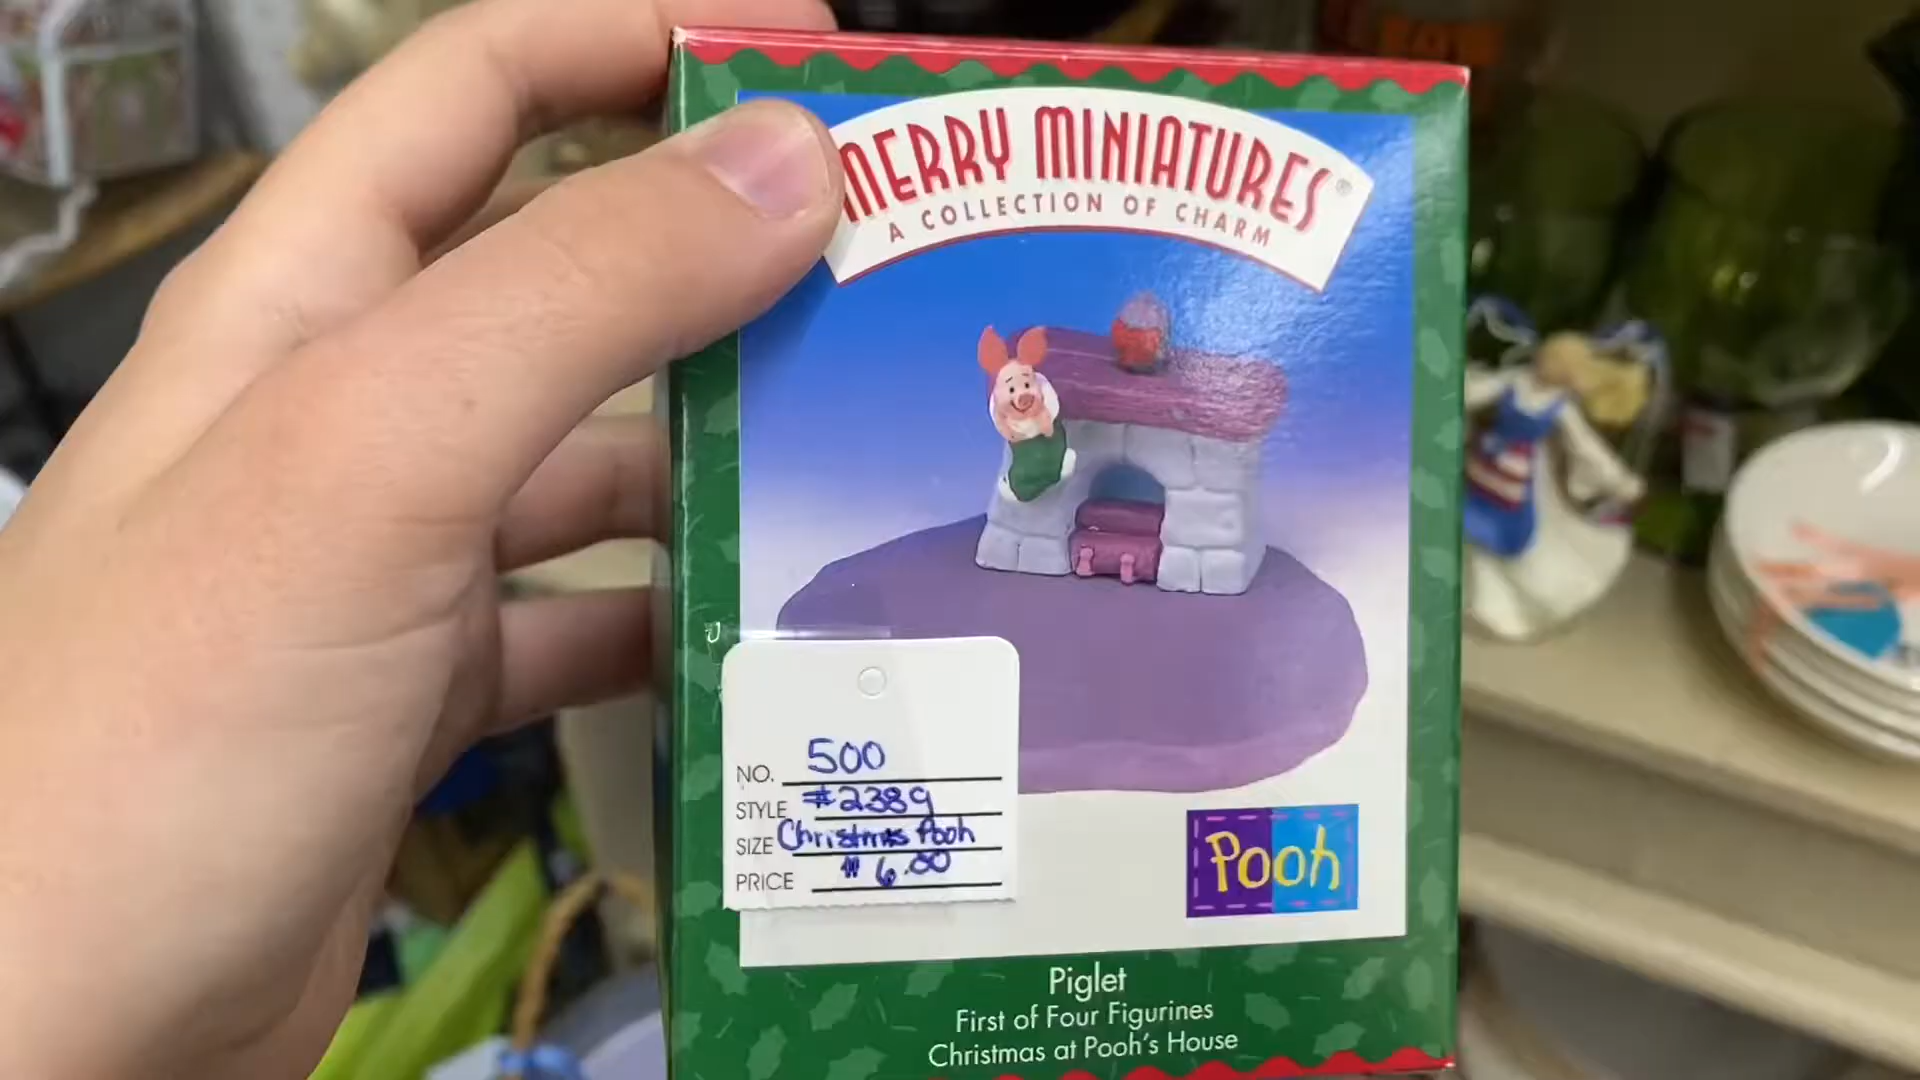 MERRY MINIATURES®
A COLLECTION OF CHARM
NO. 500
STYLE #2389
SIZE Christmas Pooh
PRICE # 6.00
Pooh
Piglet
First of Four Figurines
Christmas at Pooh's House